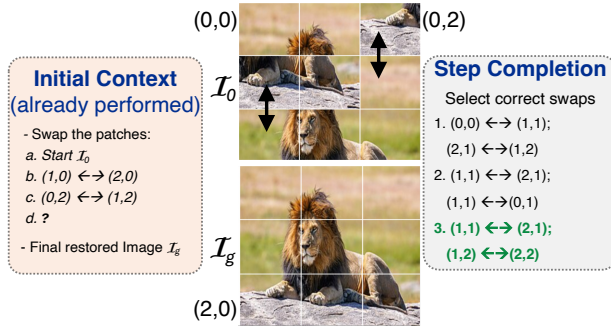 (0,0)
(0,2)
Initial Context
(already performed)
- Swap the patches:
a. Start I₀
b. (1,0) ←→ (2,0)
c. (0,2) ←→ (1,2)
d. ?
- Final restored Image I_g
I₀
I_g
(2,0)
Step Completion
Select correct swaps
1. (0,0) ←→ (1,1);
(2,1) ←→(1,2)
2. (1,1) ←→ (2,1);
(1,1) ←→(0,1)
3. (1,1) ←→ (2,1);
(1,2) ←→(2,2)